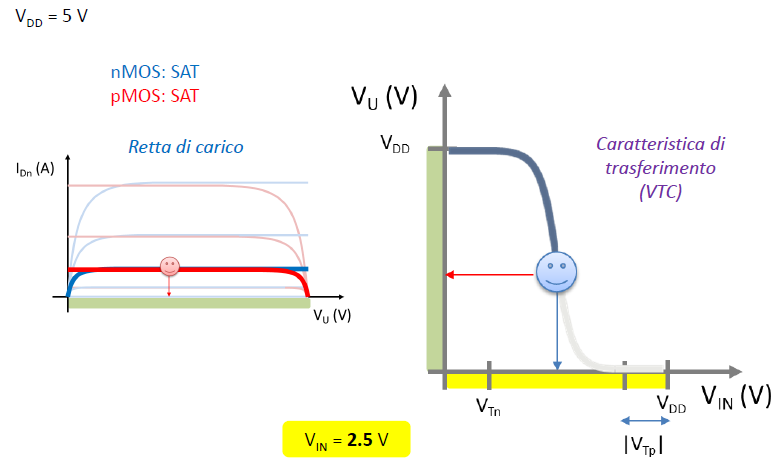 V_DD = 5 V
nMOS: SAT
pMOS: SAT
Retta di carico
I_Dn (A)
V_U (V)
V_U (V)
V_DD
Caratteristica di
trasferimento
(VTC)
V_Tn
V_DD
V_IN (V)
|V_Tp|
V_IN = 2.5 V